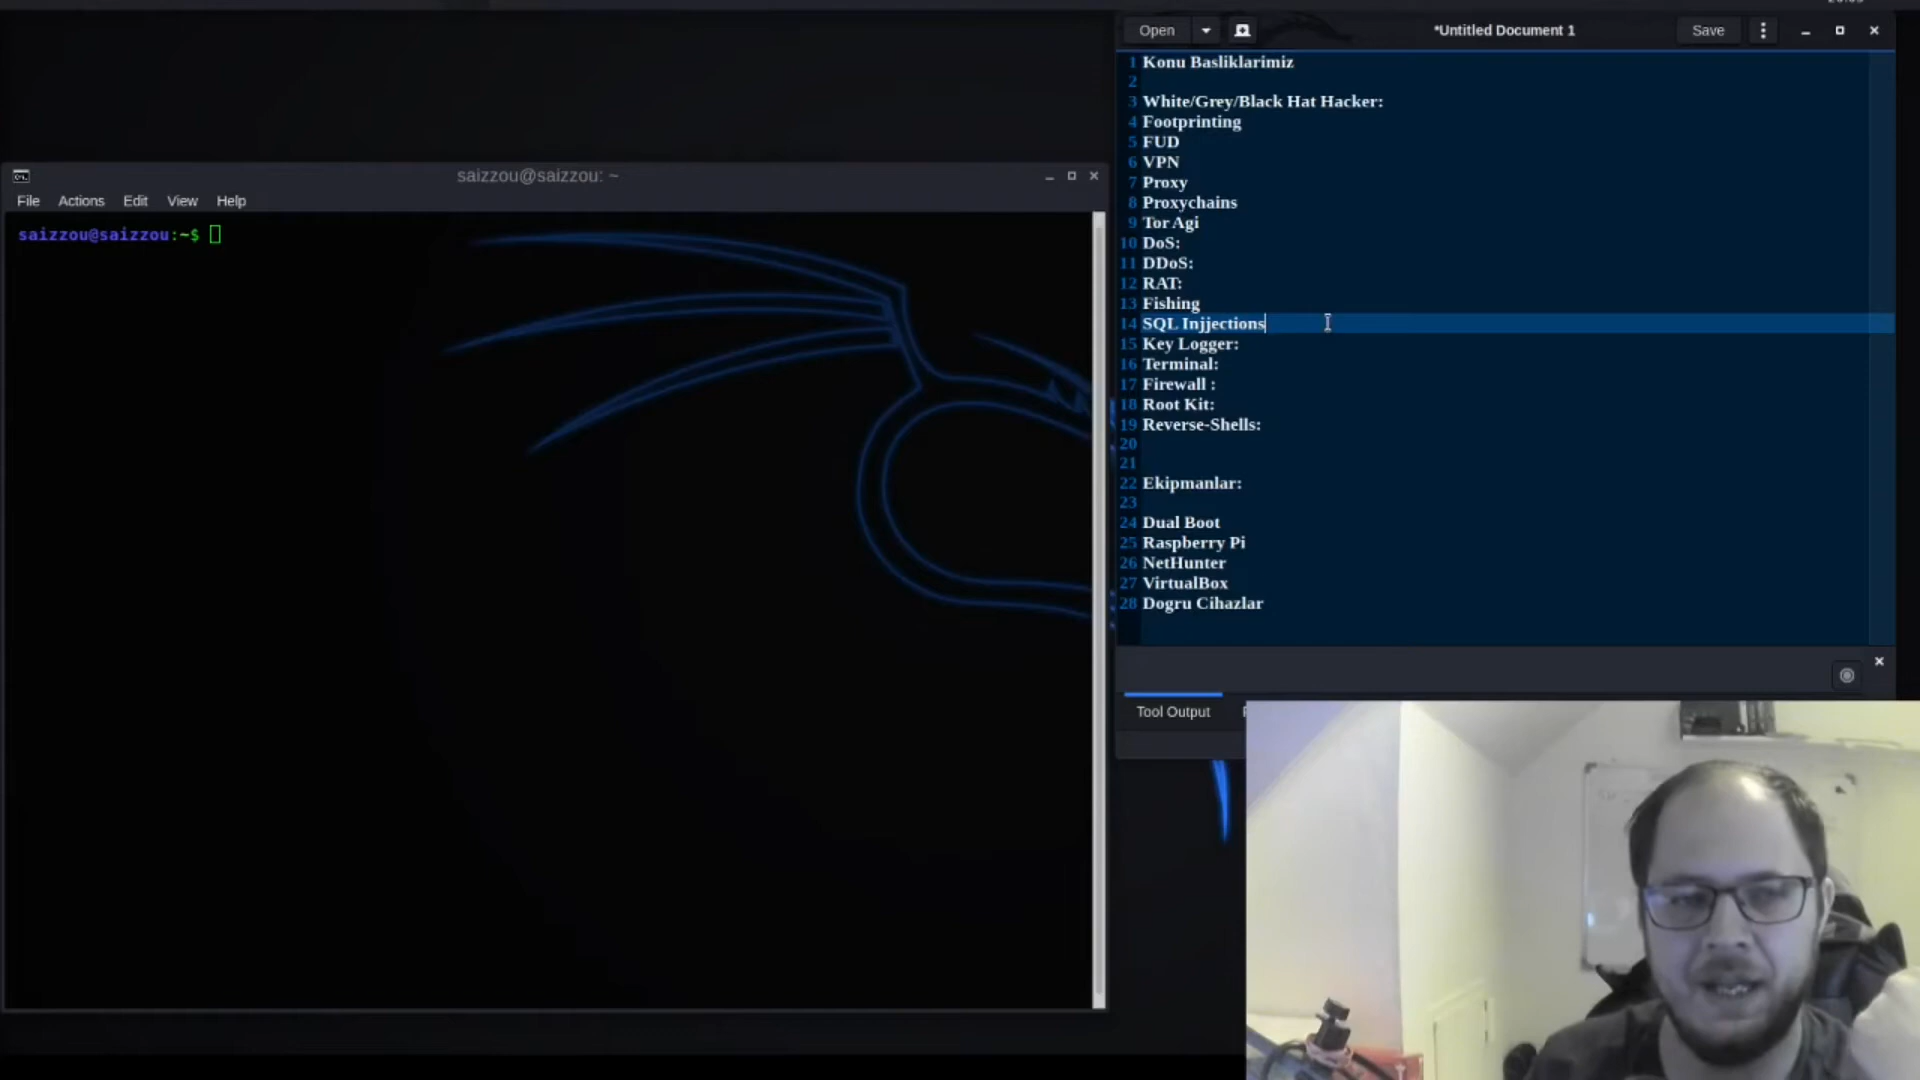 Open
*Untitled Document 1
Save
1 Konu Basliklarimiz
2
3 White/Grey/Black Hat Hacker:
4 Footprinting
5 FUD
6 VPN
7 Proxy
8 Proxychains
9 Tor Agi
10 DoS:
11 DDoS:
12 RAT:
13 Fishing
14 SQL Injjections
15 Key Logger:
16 Terminal:
17 Firewall :
18 Root Kit:
19 Reverse-Shells:
20
21
22 Ekipmanlar:
23
24 Dual Boot
25 Raspberry Pi
26 NetHunter
27 VirtualBox
28 Dogru Cihazlar
Tool Output
saizzou@saizzou: ~
File Actions Edit View Help
saizzou@saizzou:~$